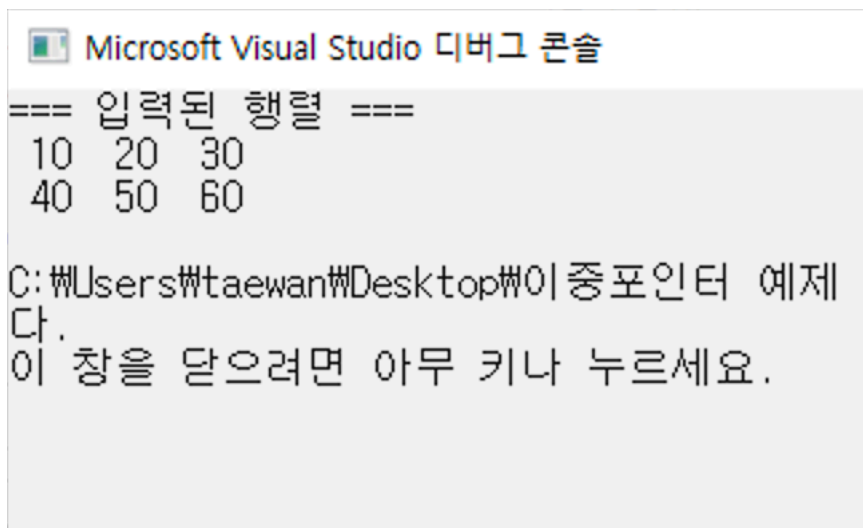 Microsoft Visual Studio 디버그 콘솔
=== 입력된 행렬 ===
10 20 30
40 50 60
C:₩Users₩taewan₩Desktop₩이중포인터 예제
다.
이 창을 닫으려면 아무 키나 누르세요.